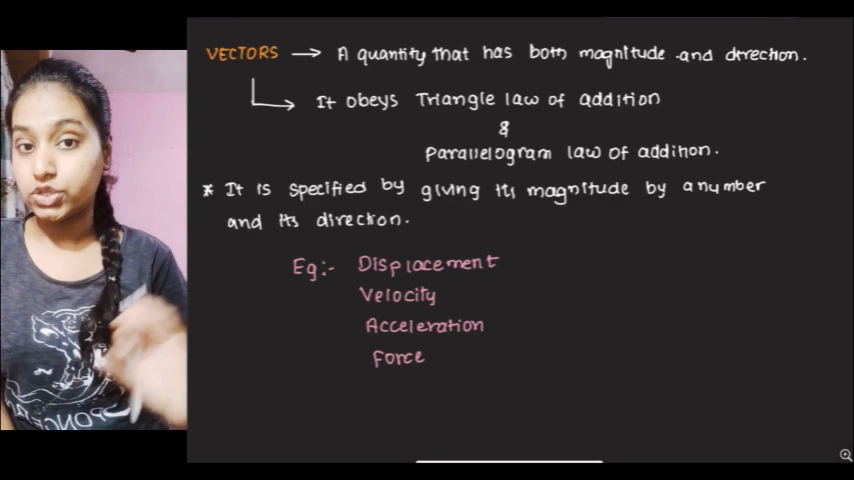 VECTORS → A quantity that has both magnitude and direction.
It obeys Triangle law of addition
&
Parallelogram law of addition.
* It is specified by giving its magnitude by a number
and its direction.
Eg:- Displacement
Velocity
Acceleration
Force